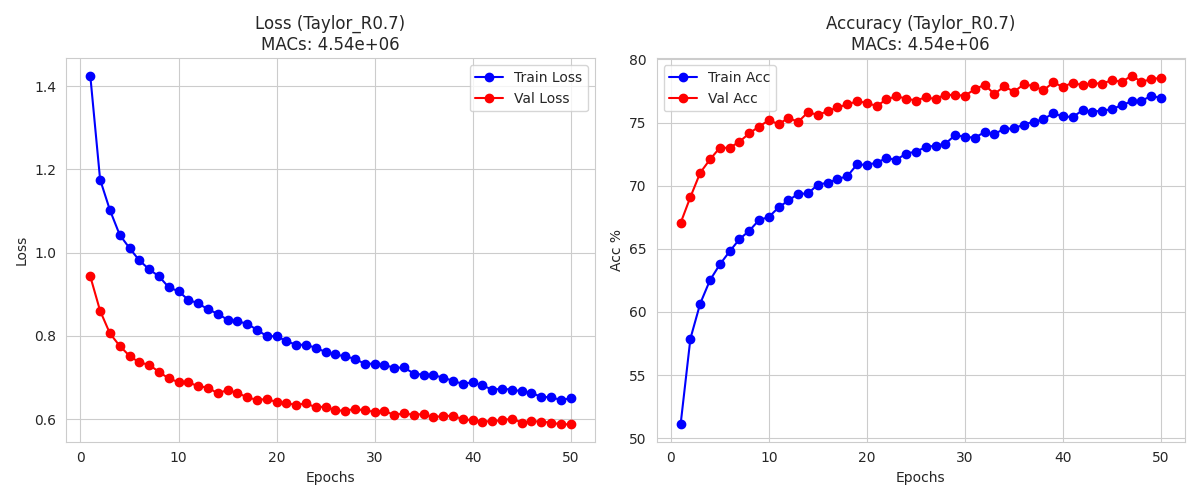 Loss (Taylor_R0.7)
MACs: 4.54e+06
Train Loss
Val Loss
1.4
1.2
1.0
0.8
0.6
Loss
0 10 20 30 40 50
Epochs
Accuracy (Taylor_R0.7)
MACs: 4.54e+06
Train Acc
Val Acc
80
75
70
65
60
55
50
Acc %
0 10 20 30 40 50
Epochs